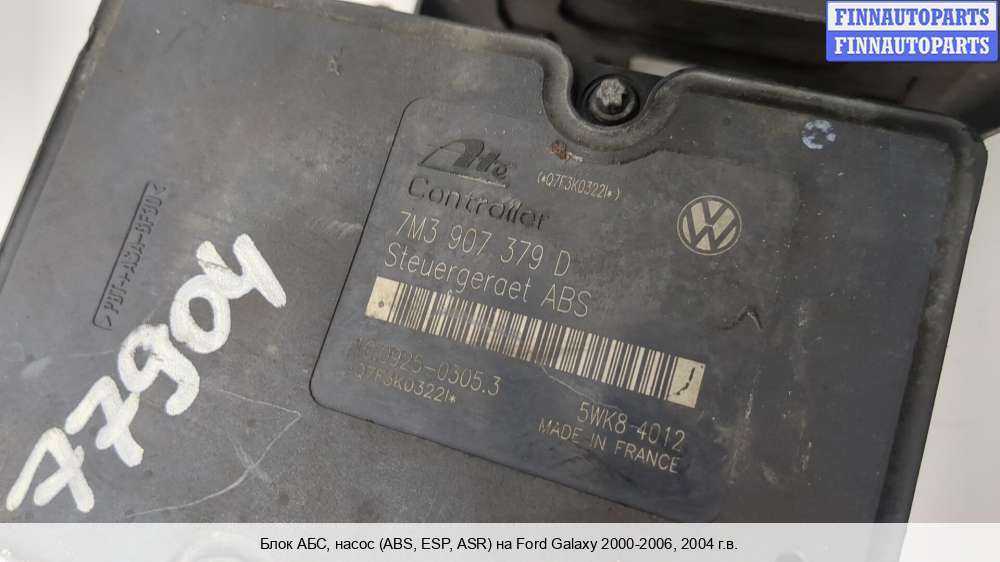 FINNAUTOPARTS
FINNAUTOPARTS
Ate
(*Q7F3K0322I*)
Controller
7M3 907 379 D
Steuergeraet ABS
0925-0305.3
Q7F3K0322I*
5WK8 4012
MADE IN FRANCE
77904
Блок АБС, насос (ABS, ESP, ASR) на Ford Galaxy 2000-2006, 2004 г.в.